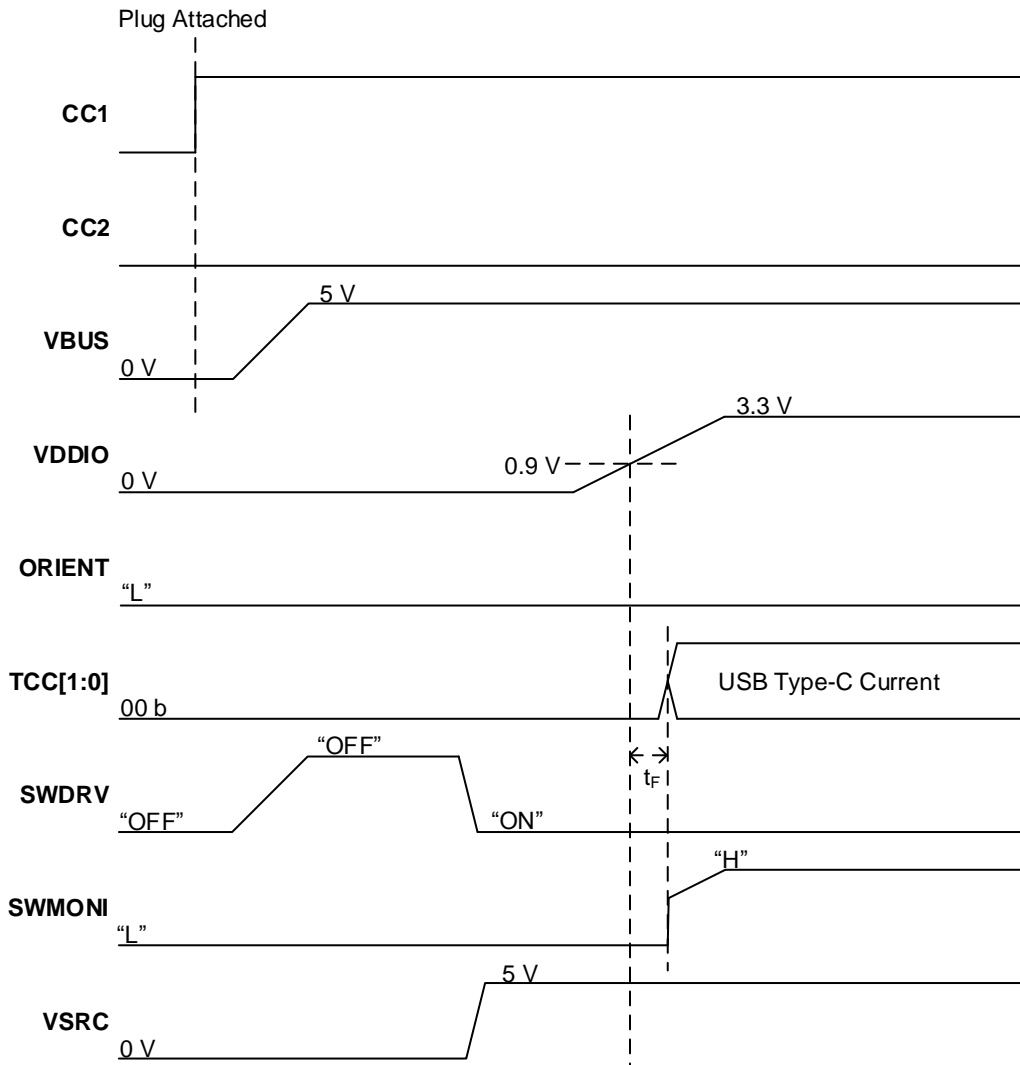 Plug Attached
CC1
CC2
5 V
VBUS
0 V
3.3 V
VDDIO
0.9 V
0 V
ORIENT
“L”
TCC[1:0]
USB Type-C Current
00 b
“OFF”
tF
SWDRV
“OFF”
“ON”
“H”
SWMONI
“L”
5 V
VSRC
0 V